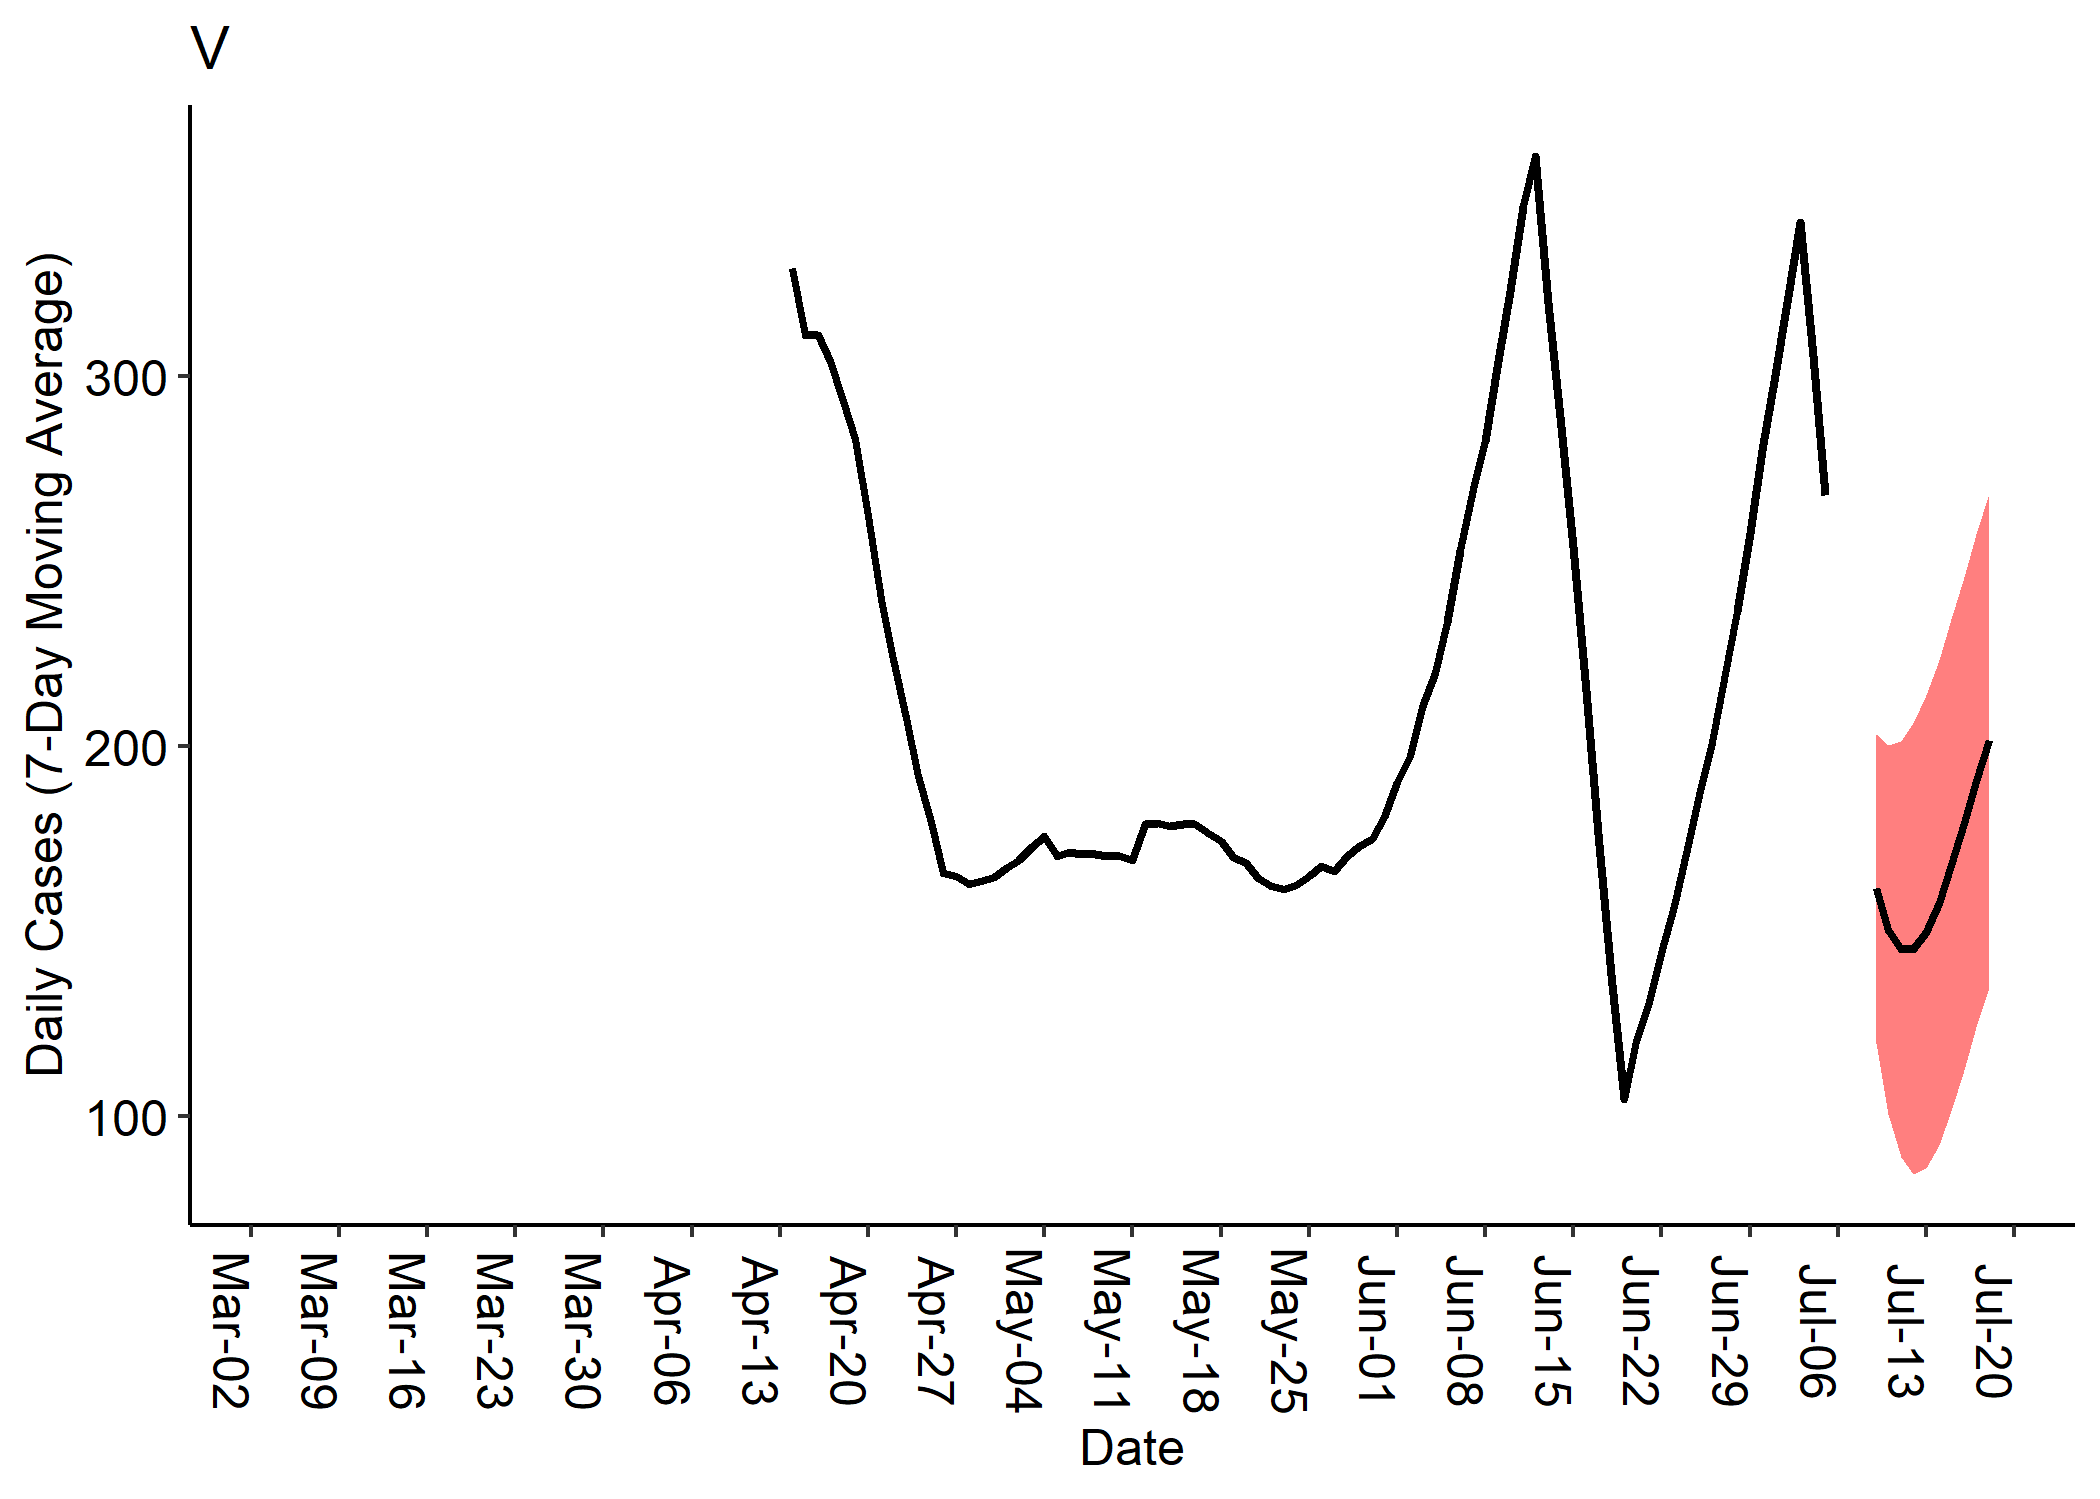 V
Daily Cases (7-Day Moving Average)
300
200
100
Mar-02
Mar-09
Mar-16
Mar-23
Mar-30
Apr-06
Apr-13
Apr-20
Apr-27
May-04
May-11
May-18
May-25
Jun-01
Jun-08
Jun-15
Jun-22
Jun-29
Jul-06
Jul-13
Jul-20
Date